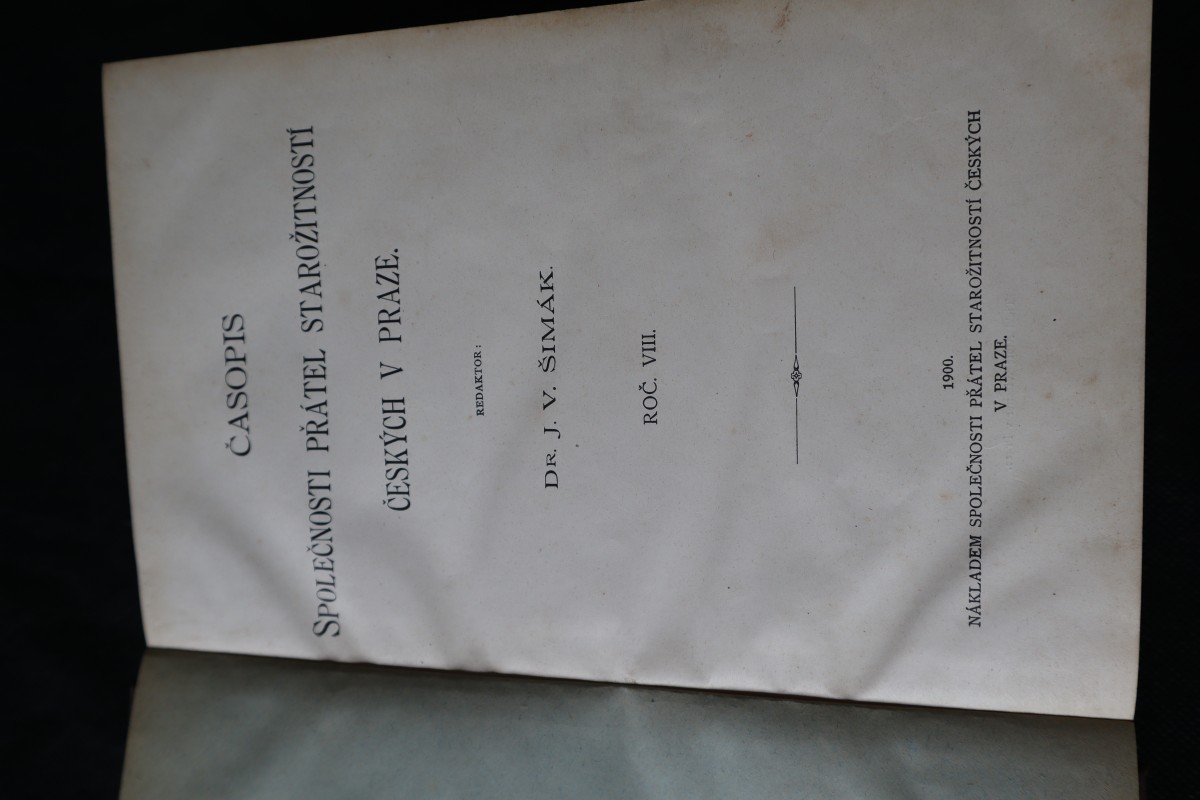 ČASOPIS
SPOLEČNOSTI PŘÁTEL STAROŽITNOSTÍ
ČESKÝCH V PRAZE.
REDAKTOR:
DR. J. V. ŠIMÁK.
ROČ. VIII.
1900.
NÁKLADEM SPOLEČNOSTI PŘÁTEL STAROŽITNOSTÍ ČESKÝCH
V PRAZE.